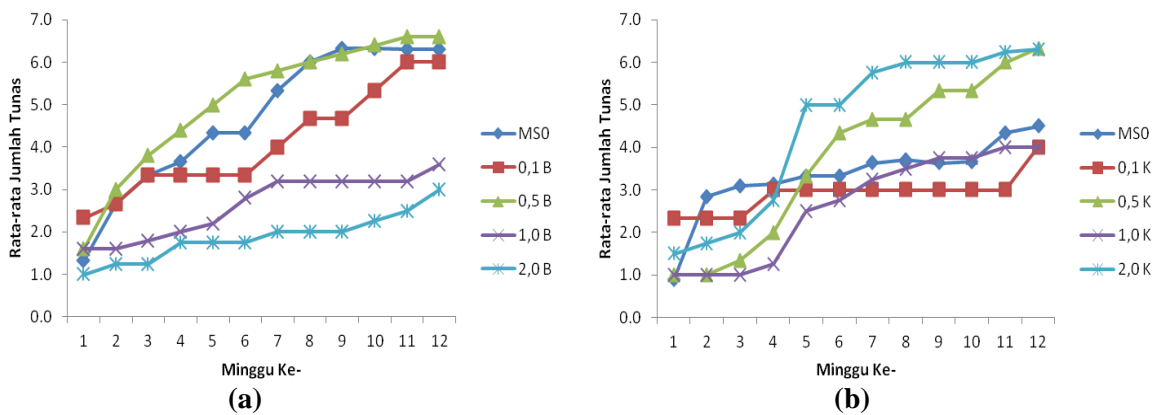 Rata-rata Jumlah Tunas
7.0
6.0
5.0
4.0
3.0
2.0
1.0
0.0
1 2 3 4 5 6 7 8 9 10 11 12
Minggu Ke-
MS0
0,1 B
0,5 B
1,0 B
2,0 B
(a)
Rata-rata Jumlah Tunas
7.0
6.0
5.0
4.0
3.0
2.0
1.0
0.0
1 2 3 4 5 6 7 8 9 10 11 12
Minggu Ke-
MS0
0,1 K
0,5 K
1,0 K
2,0 K
(b)